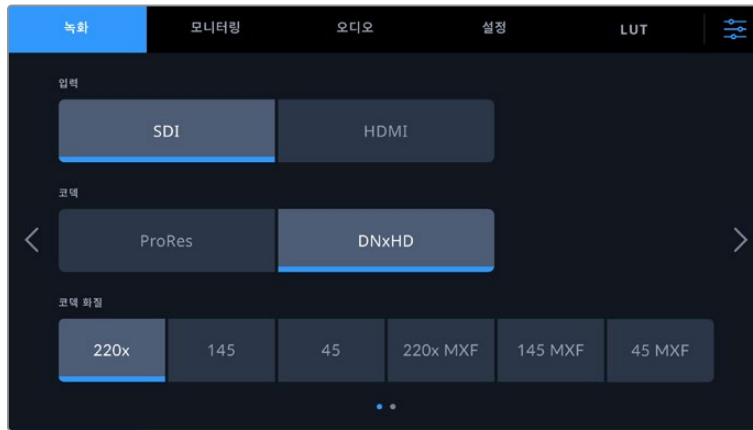 녹화 모니터링 오디오 설정 LUT
입력
SDI HDMI
코덱
ProRes DNxHD
코덱 화질
220x 145 45 220x MXF 145 MXF 45 MXF